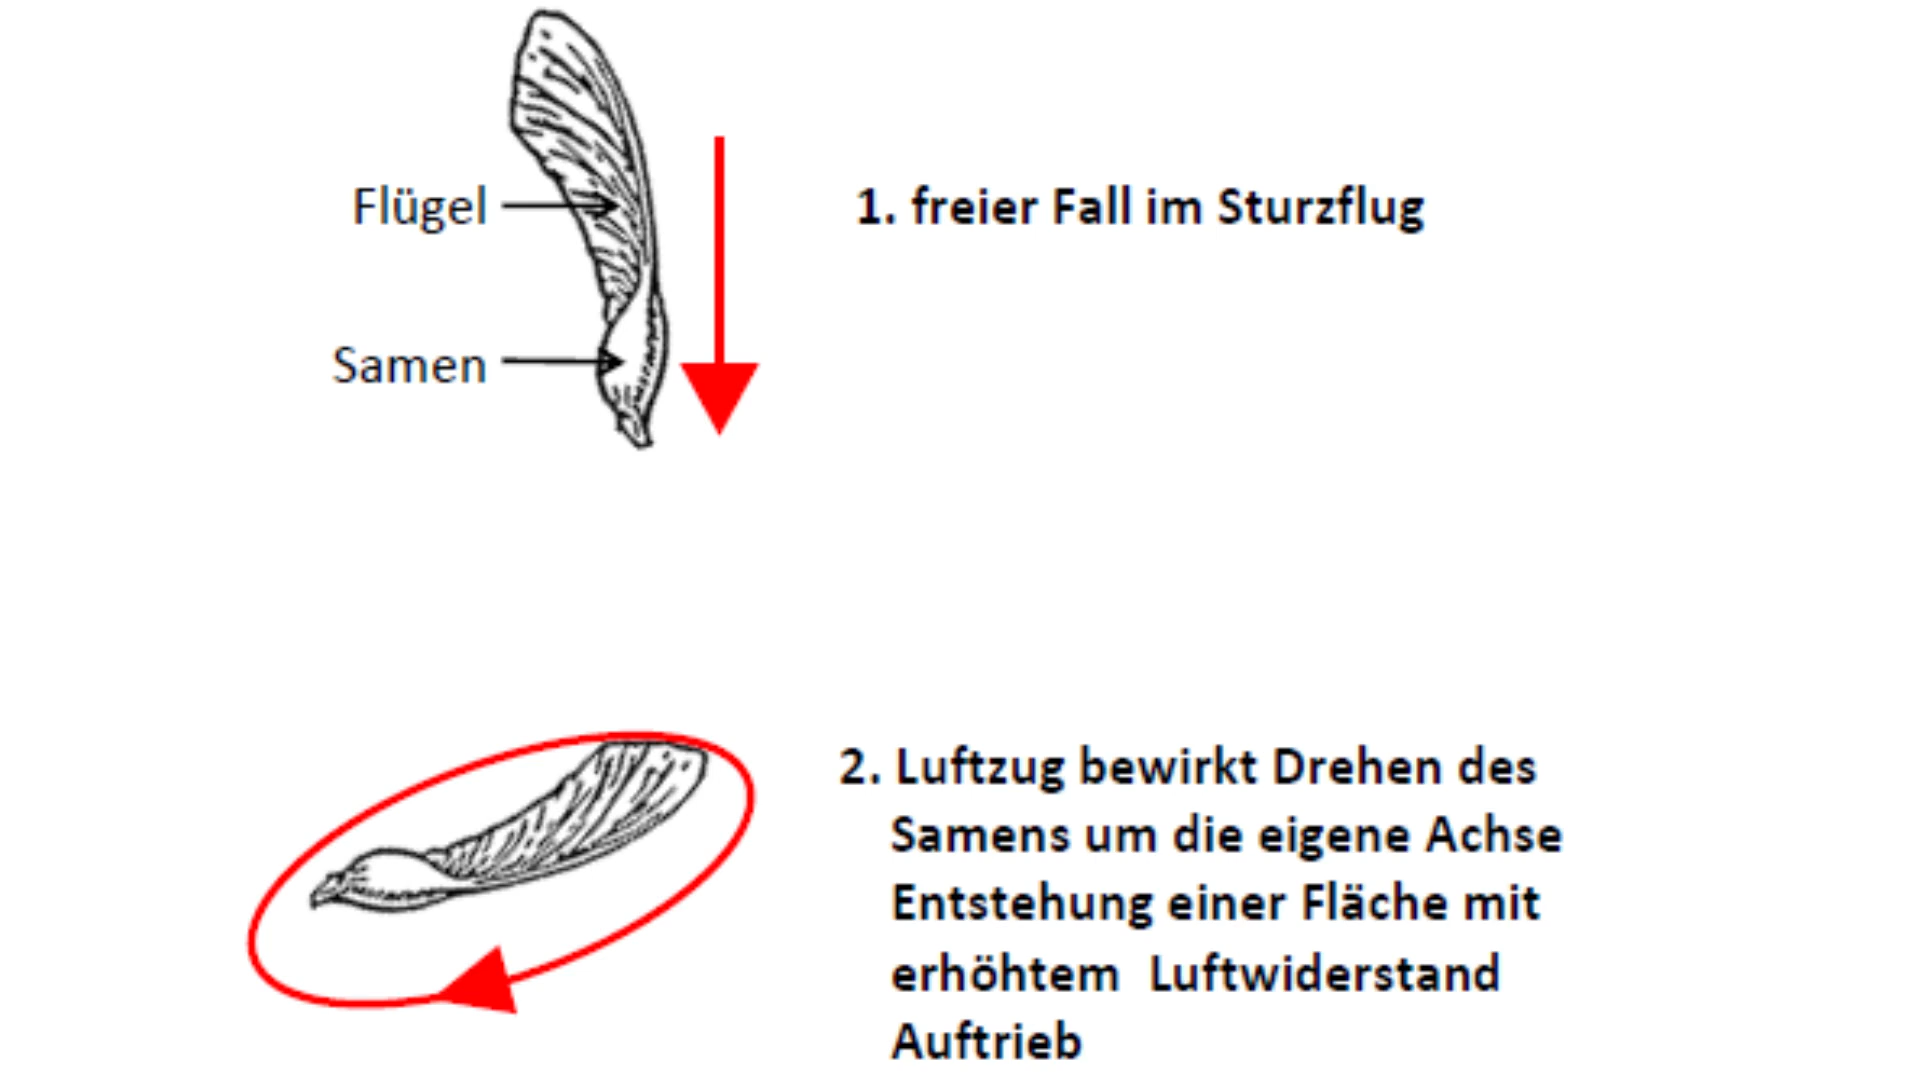 Flügel
1. freier Fall im Sturzflug
Samen
2. Luftzug bewirkt Drehen des
Samens um die eigene Achse
Entstehung einer Fläche mit
erhöhtem Luftwiderstand
Auftrieb